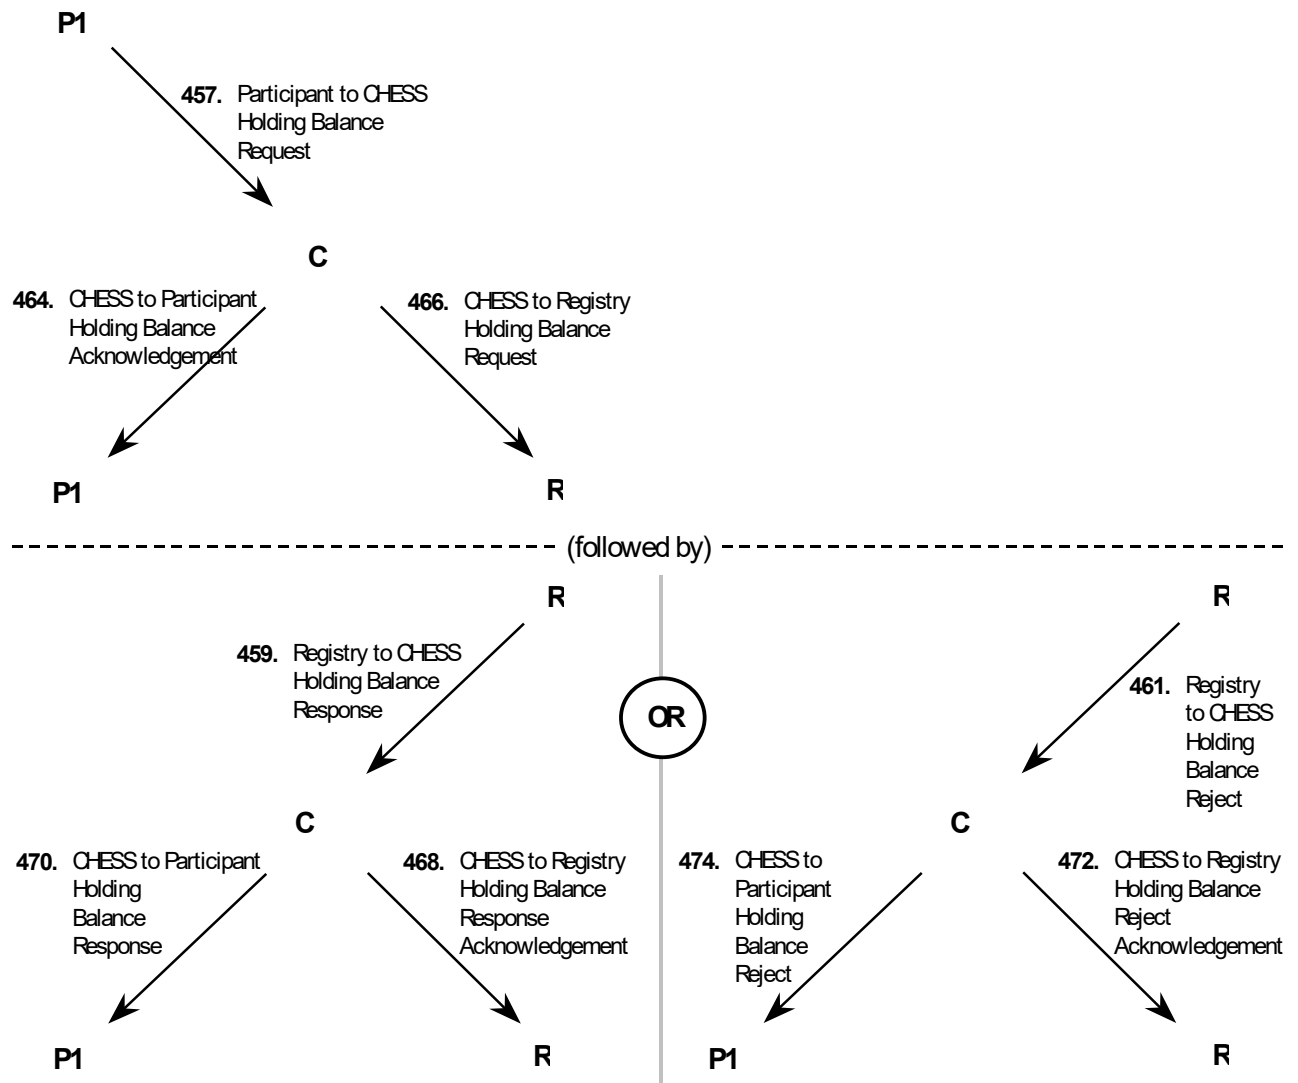 P1
457. Participant to CHESS
Holding Balance
Request
C
464. CHESS to Participant
Holding Balance
Acknowledgement
466. CHESS to Registry
Holding Balance
Request
P1
R
(followed by)
R
459. Registry to CHESS
Holding Balance
Response
C
470. CHESS to Participant
Holding
Balance
Response
468. CHESS to Registry
Holding Balance
Response
Acknowledgement
P1
R
OR
R
461. Registry
to CHESS
Holding
Balance
Reject
C
474. CHESS to
Participant
Holding
Balance
Reject
472. CHESS to Registry
Holding Balance
Reject
Acknowledgement
P1
R